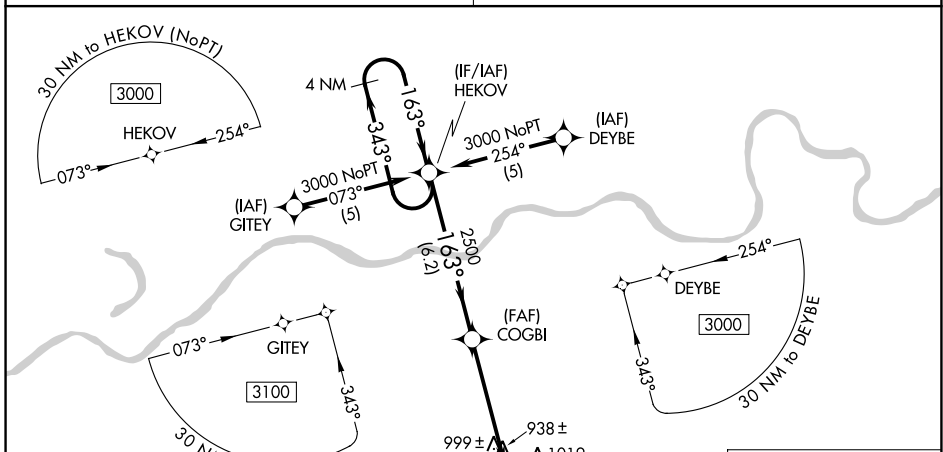 30 NM to HEKOV (NoPT)
3000
HEKOV
073°
254°
4 NM
163°
343°
(IF/IAF)
HEKOV
3000 NoPT
254°
(5)
(IAF)
DEYBE
3000 NoPT
073°
(5)
(IAF)
GITEY
2500
163°
(6.2)
(FAF)
COGBI
073°
GITEY
3100
343°
30 NM
254°
DEYBE
3000
343°
30 NM to DEYBE
999 ±
938 ±